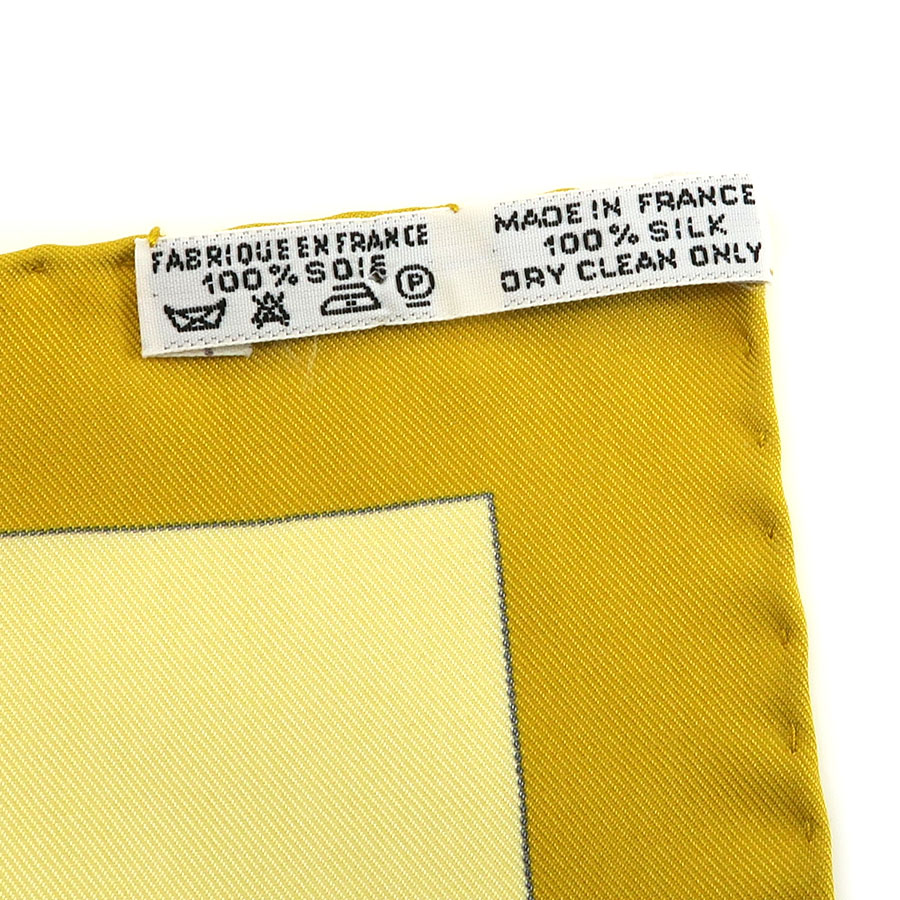 FABRIQUE EN FRANCE
100% SOIE
P
MADE IN FRANCE
100% SILK
DRY CLEAN ONLY